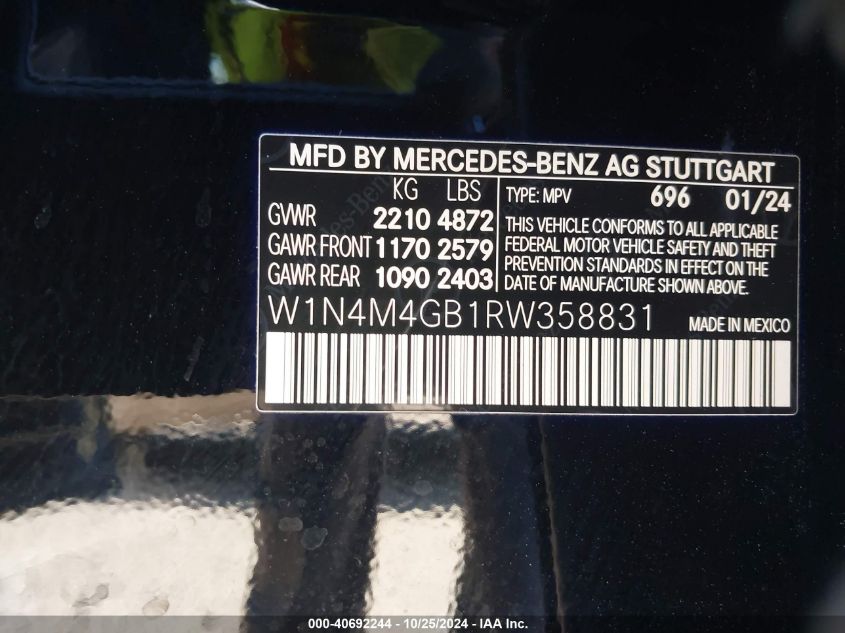 MFD BY MERCEDES-BENZ AG STUTTGART
KG LBS
GVWR 2210 4872
GAWR FRONT 1170 2579
GAWR REAR 1090 2403
TYPE: MPV 696 01/24
THIS VEHICLE CONFORMS TO ALL APPLICABLE
FEDERAL MOTOR VEHICLE SAFETY AND THEFT
PREVENTION STANDARDS IN EFFECT ON THE
DATE OF MANUFACTURE SHOWN ABOVE.
W1N4M4GB1RW358831 MADE IN MEXICO
000-40692244 - 10/25/2024 - IAA Inc.